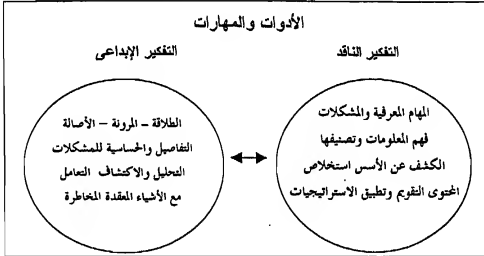 الأدوات والمهارات
التفكير الناقد
التفكير الإبداعى
المهام المعرفية والمشكلات
فهم المعلومات وتصنيفها
الكشف عن الأسس استخلاص
المحتوى التقويم وتطبيق الاستراتيجيات
الطلاقة – المرونة – الأصالة
التفاصيل والحساسية للمشكلات
التحليل والاكتشاف التعامل
مع الأشياء المعقدة المخاطرة